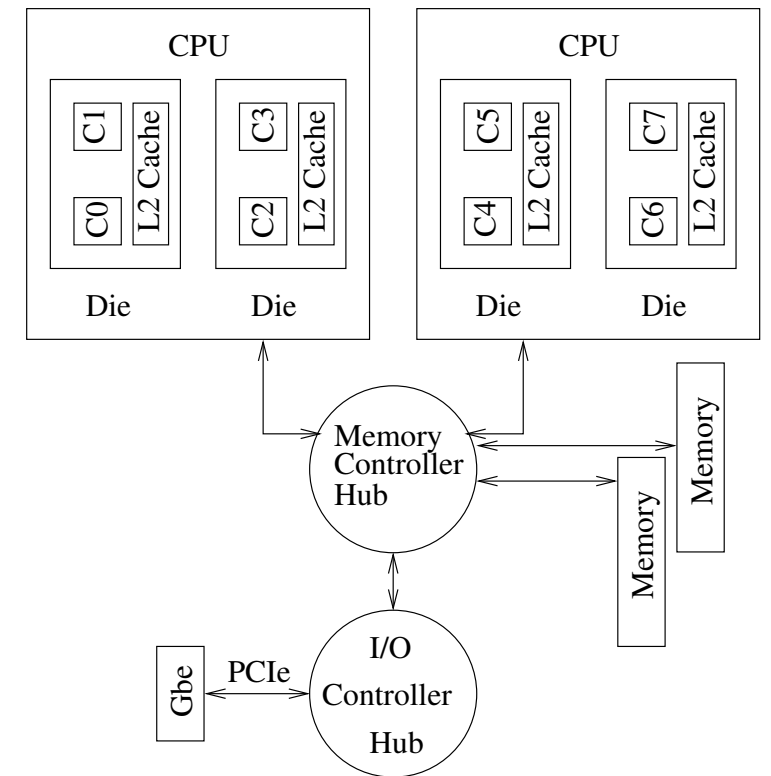 CPU
CPU
C1
C3
C5
C7
L2 Cache
L2 Cache
L2 Cache
L2 Cache
C0
C2
C4
C6
Die
Die
Die
Die
Memory
Controller
Hub
Memory
Memory
I/O
Controller
Hub
PCIe
Gbe